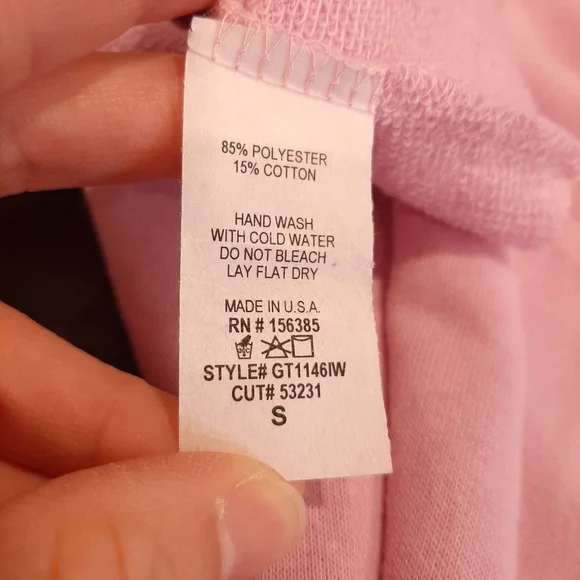 85% POLYESTER
15% COTTON
HAND WASH
WITH COLD WATER
DO NOT BLEACH
LAY FLAT DRY
MADE IN U.S.A.
RN # 156385
STYLE# GT1146IW
CUT# 53231
S